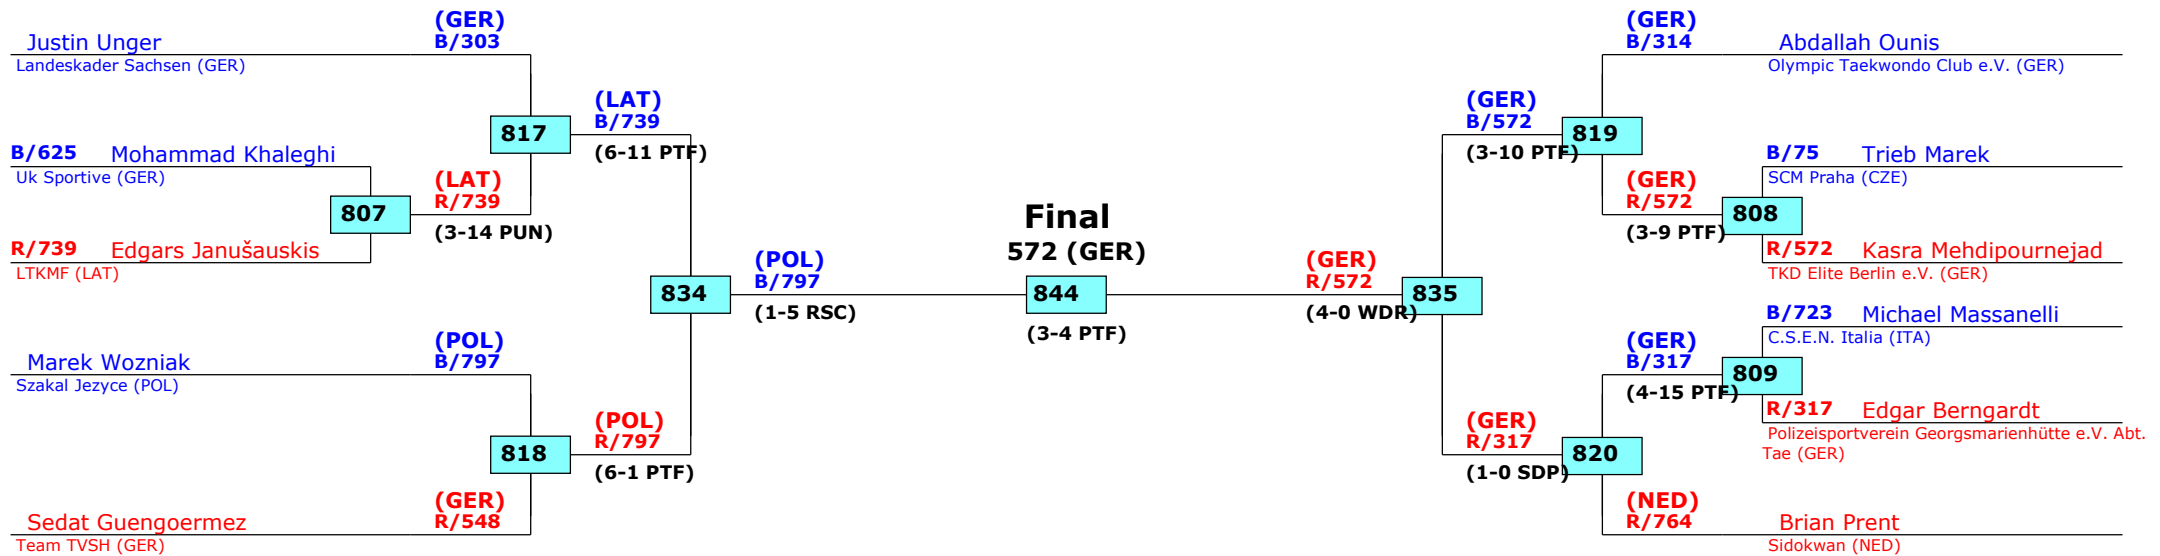 (GER)
B/303
Justin Unger
Landeskader Sachsen (GER)
817
(LAT)
B/739
(6-11 PTF)
B/625 Mohammad Khaleghi
Uk Sportive (GER)
807
(LAT)
R/739
(3-14 PUN)
R/739 Edgars Janušauskis
LTKMF (LAT)
834
(POL)
B/797
(1-5 RSC)
(POL)
B/797
Marek Wozniak
Szakal Jezyce (POL)
818
(POL)
R/797
(6-1 PTF)
(GER)
R/548
Sedat Guengoermez
Team TVSH (GER)
Final
572 (GER)
844
(3-4 PTF)
(GER)
R/572
(4-0 WDR)
835
(GER)
B/572
(3-10 PTF)
819
(GER)
B/314
Abdallah Ounis
Olympic Taekwondo Club e.V. (GER)
B/75 Trieb Marek
SCM Praha (CZE)
(GER)
R/572
(3-9 PTF)
808
R/572 Kasra Mehdipournejad
TKD Elite Berlin e.V. (GER)
B/723 Michael Massanelli
C.S.E.N. Italia (ITA)
(GER)
B/317
(4-15 PTF)
809
R/317 Edgar Berngardt
Polizeisportverein Georgsmarienhütte e.V. Abt.
Tae (GER)
(GER)
R/317
(1-0 SDP)
820
(NED)
R/764
Brian Prent
Sidokwan (NED)